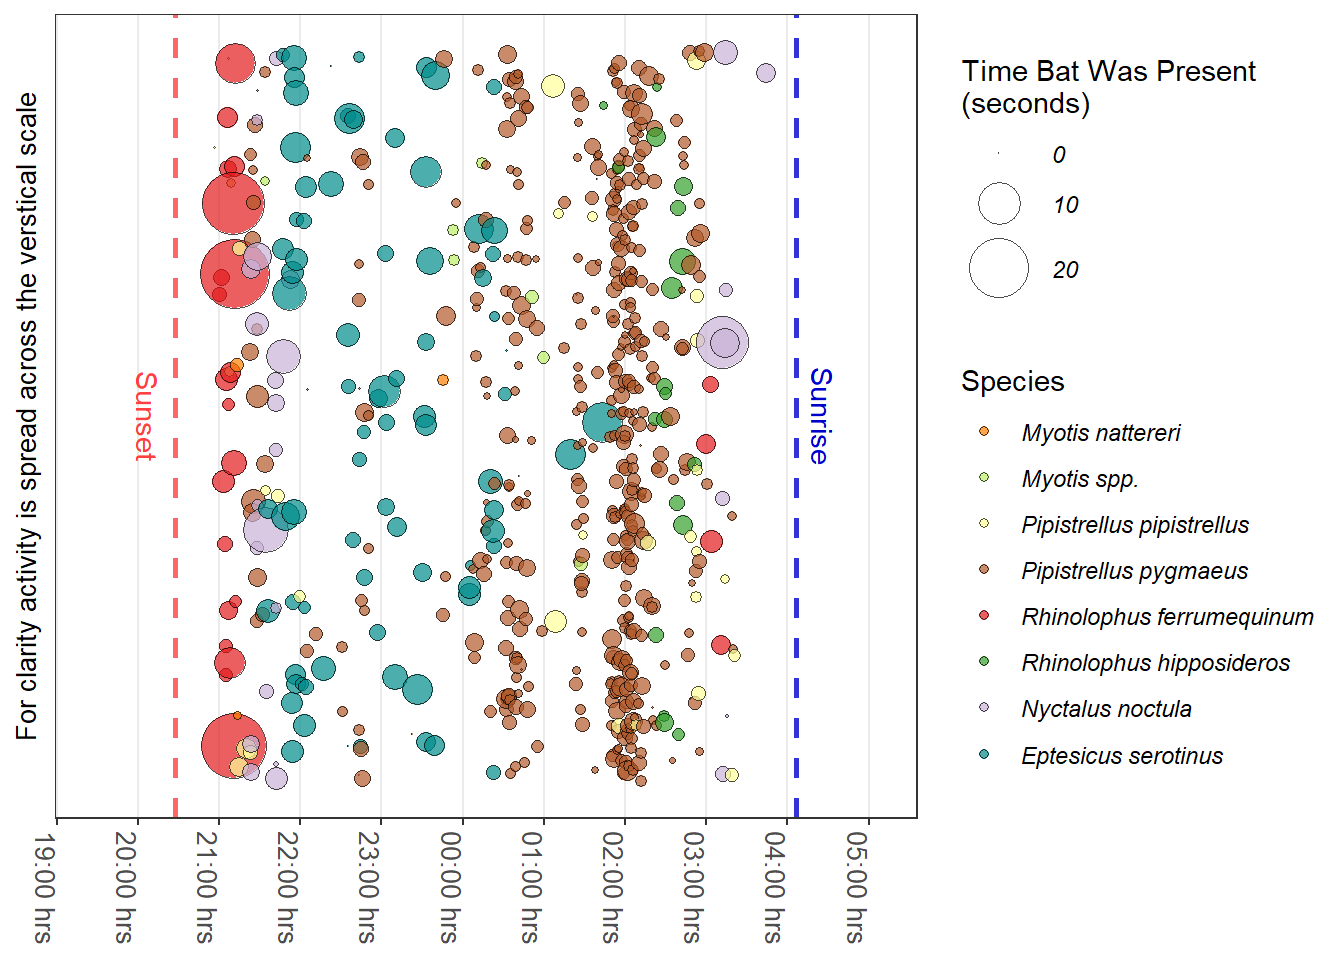 For clarity activity is spread across the verstical scale
Sunset
Sunrise
19:00 hrs
20:00 hrs
21:00 hrs
22:00 hrs
23:00 hrs
00:00 hrs
01:00 hrs
02:00 hrs
03:00 hrs
04:00 hrs
05:00 hrs
Time Bat Was Present
(seconds)
0
10
20
Species
Myotis nattereri
Myotis spp.
Pipistrellus pipistrellus
Pipistrellus pygmaeus
Rhinolophus ferrumequinum
Rhinolophus hipposideros
Nyctalus noctula
Eptesicus serotinus